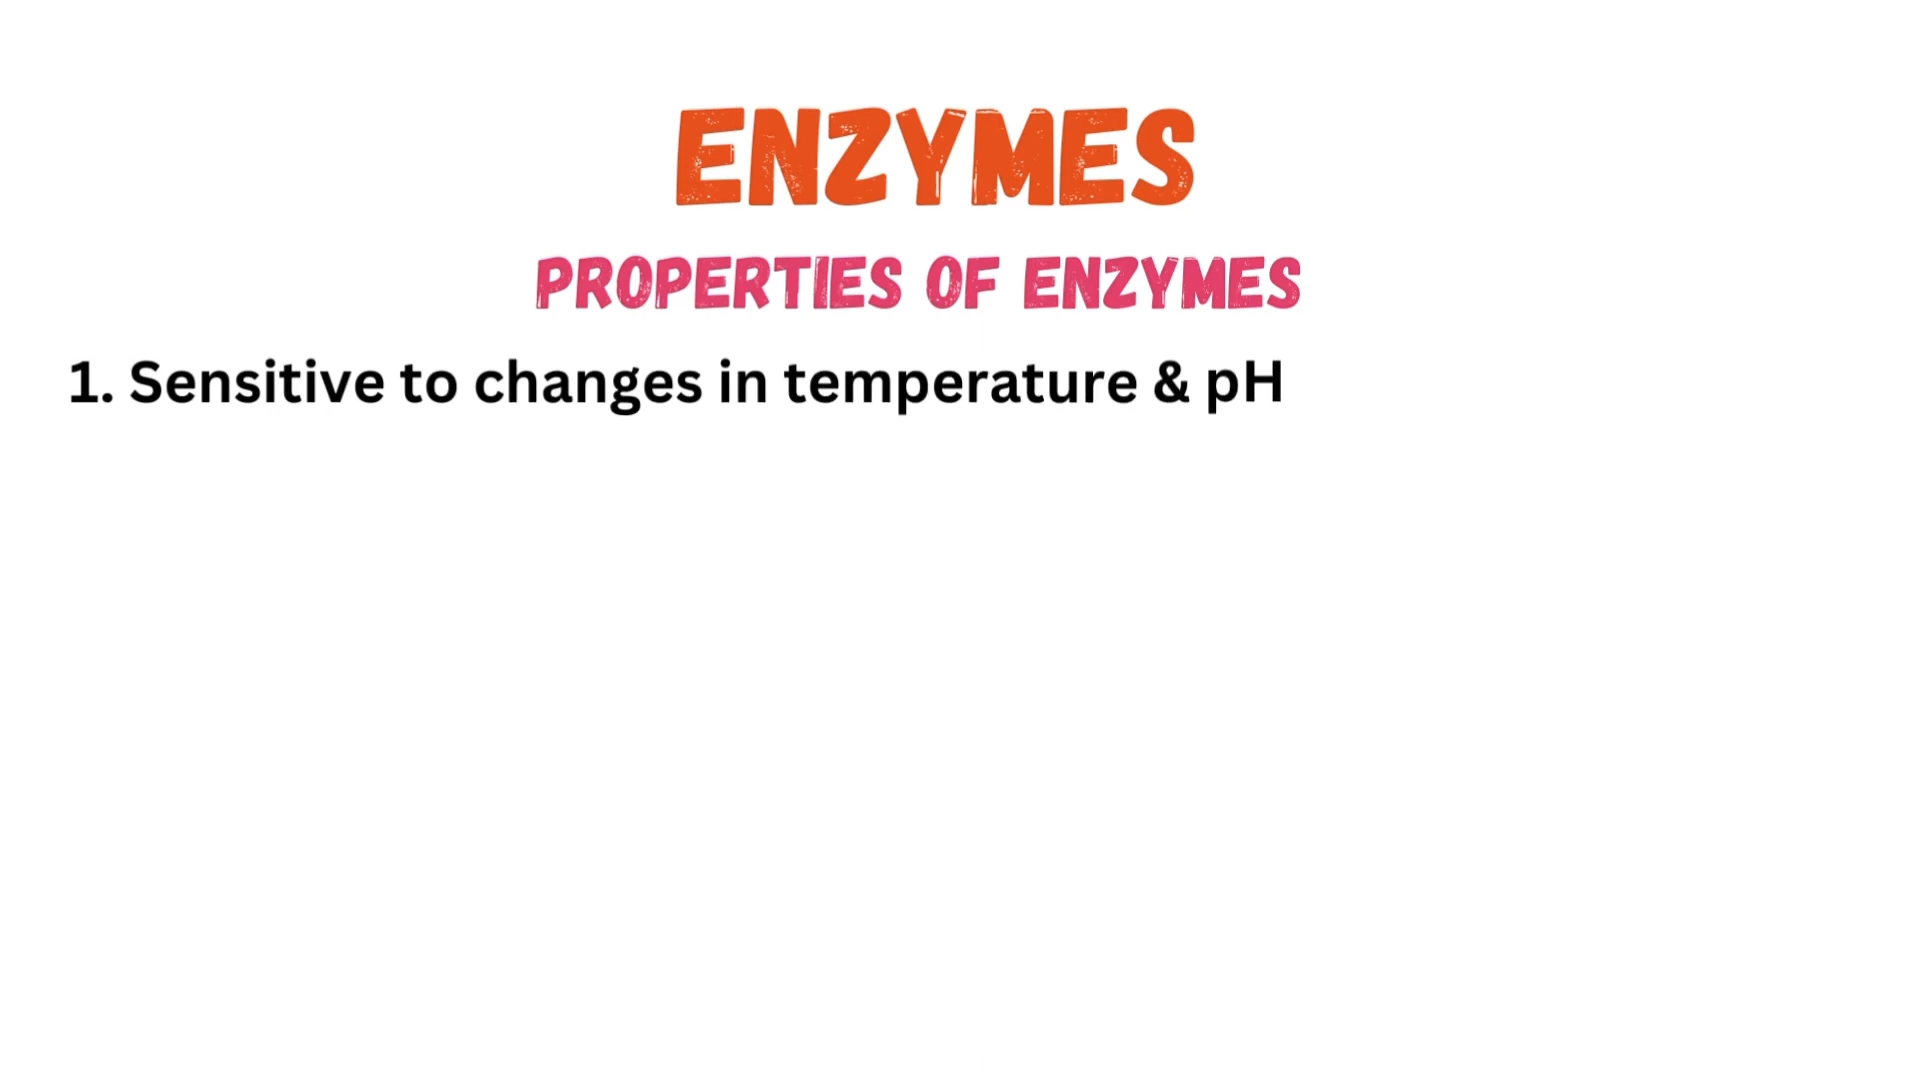 ENZYMES
PROPERTIES OF ENZYMES
1. Sensitive to changes in temperature & pH